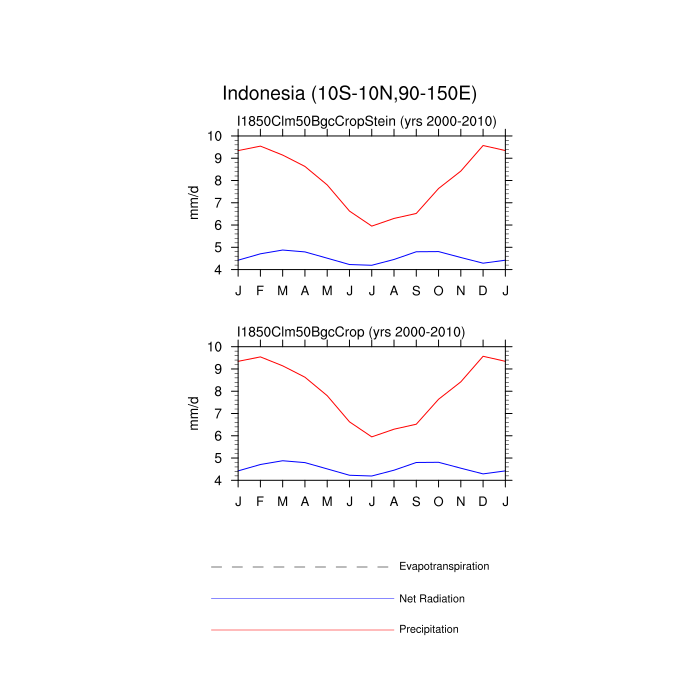 Indonesia (10S-10N,90-150E)
I1850Clm50BgcCropStein (yrs 2000-2010)
10
9
8
7
6
5
4
mm/d
J F M A M J J A S O N D J
I1850Clm50BgcCrop (yrs 2000-2010)
10
9
8
7
6
5
4
mm/d
J F M A M J J A S O N D J
Evapotranspiration
Net Radiation
Precipitation